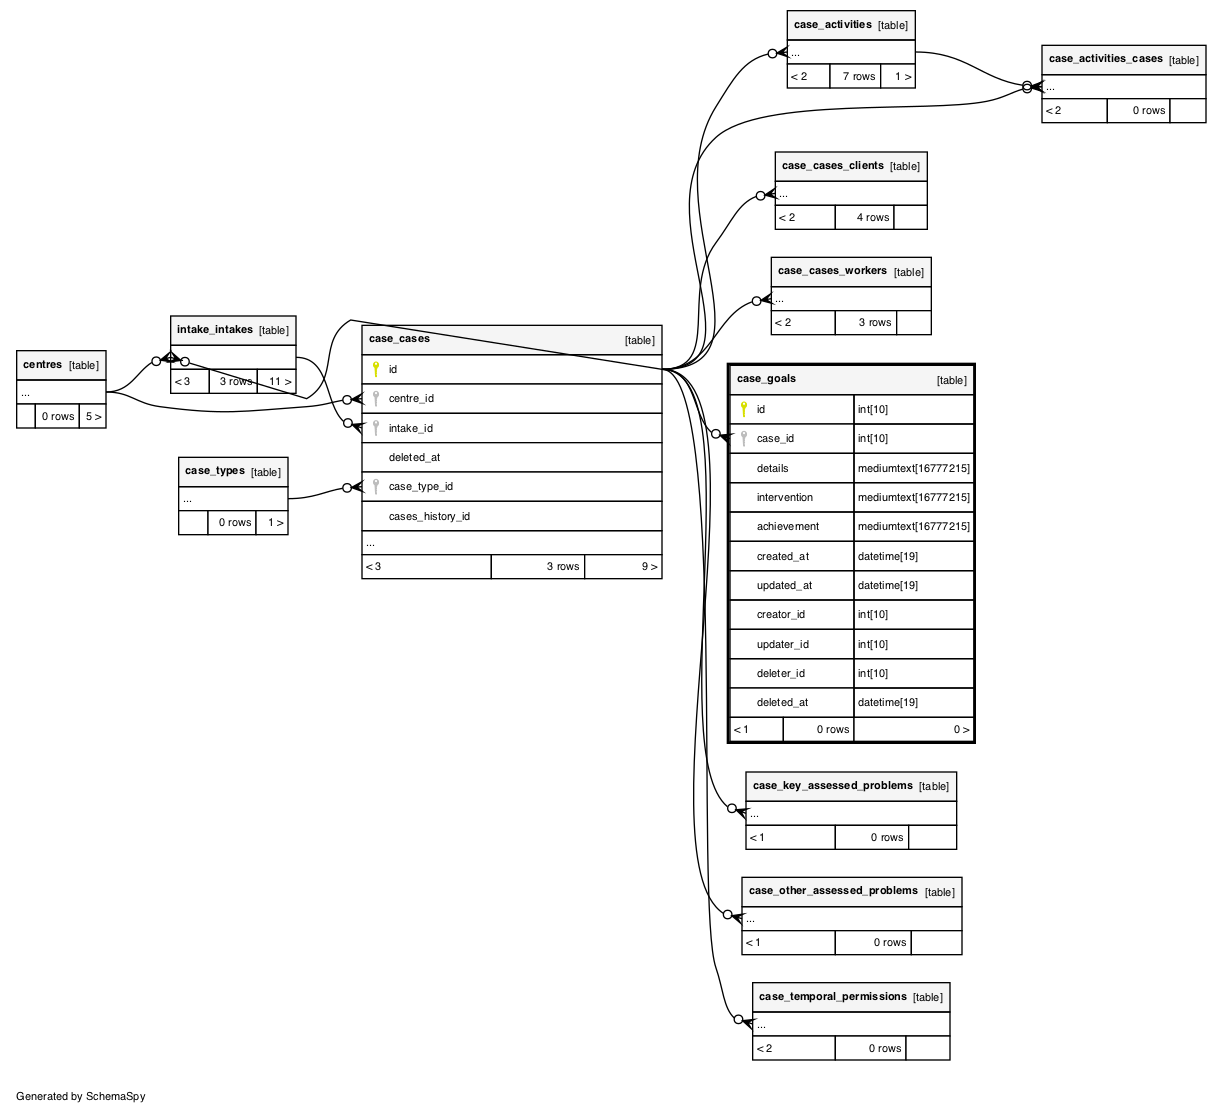 case_activities [table]
...
< 2 7 rows 1 >
case_activities_cases [table]
...
< 2 0 rows
case_cases_clients [table]
...
< 2 4 rows
case_cases_workers [table]
...
< 2 3 rows
intake_intakes [table]
< 3 3 rows 11 >
centres [table]
...
0 rows 5 >
case_types [table]
...
0 rows 1 >
case_cases [table]
id
centre_id
intake_id
deleted_at
case_type_id
cases_history_id
...
< 3 3 rows 9 >
case_goals [table]
id int[10]
case_id int[10]
details mediumtext[16777215]
intervention mediumtext[16777215]
achievement mediumtext[16777215]
created_at datetime[19]
updated_at datetime[19]
creator_id int[10]
updater_id int[10]
deleter_id int[10]
deleted_at datetime[19]
< 1 0 rows 0 >
case_key_assessed_problems [table]
...
< 1 0 rows
case_other_assessed_problems [table]
...
< 1 0 rows
case_temporal_permissions [table]
...
< 2 0 rows
Generated by SchemaSpy